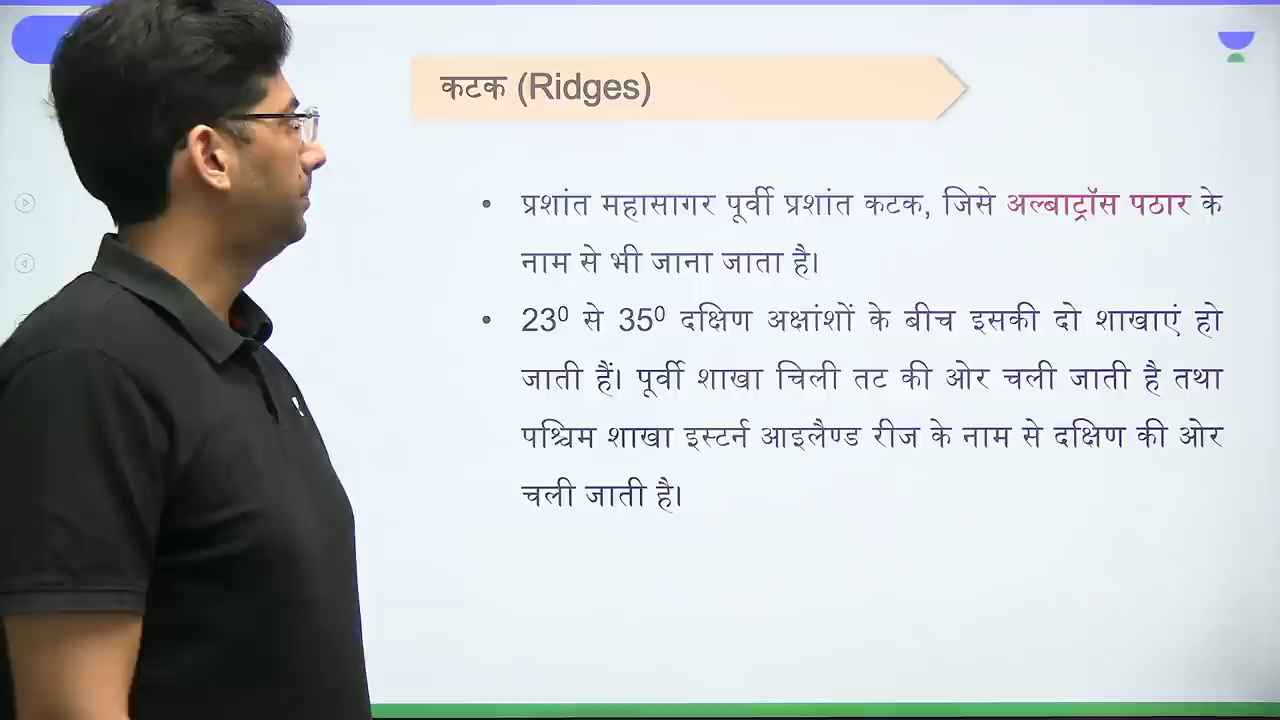 कटक (Ridges)
• प्रशांत महासागर पूर्वी प्रशांत कटक, जिसे अल्बाट्रॉस पठार के
नाम से भी जाना जाता है।
• 23⁰ से 35⁰ दक्षिण अक्षांशों के बीच इसकी दो शाखाएं हो
जाती हैं। पूर्वी शाखा चिली तट की ओर चली जाती है तथा
पश्चिम शाखा इस्टर्न आइलैण्ड रीज के नाम से दक्षिण की ओर
चली जाती है।